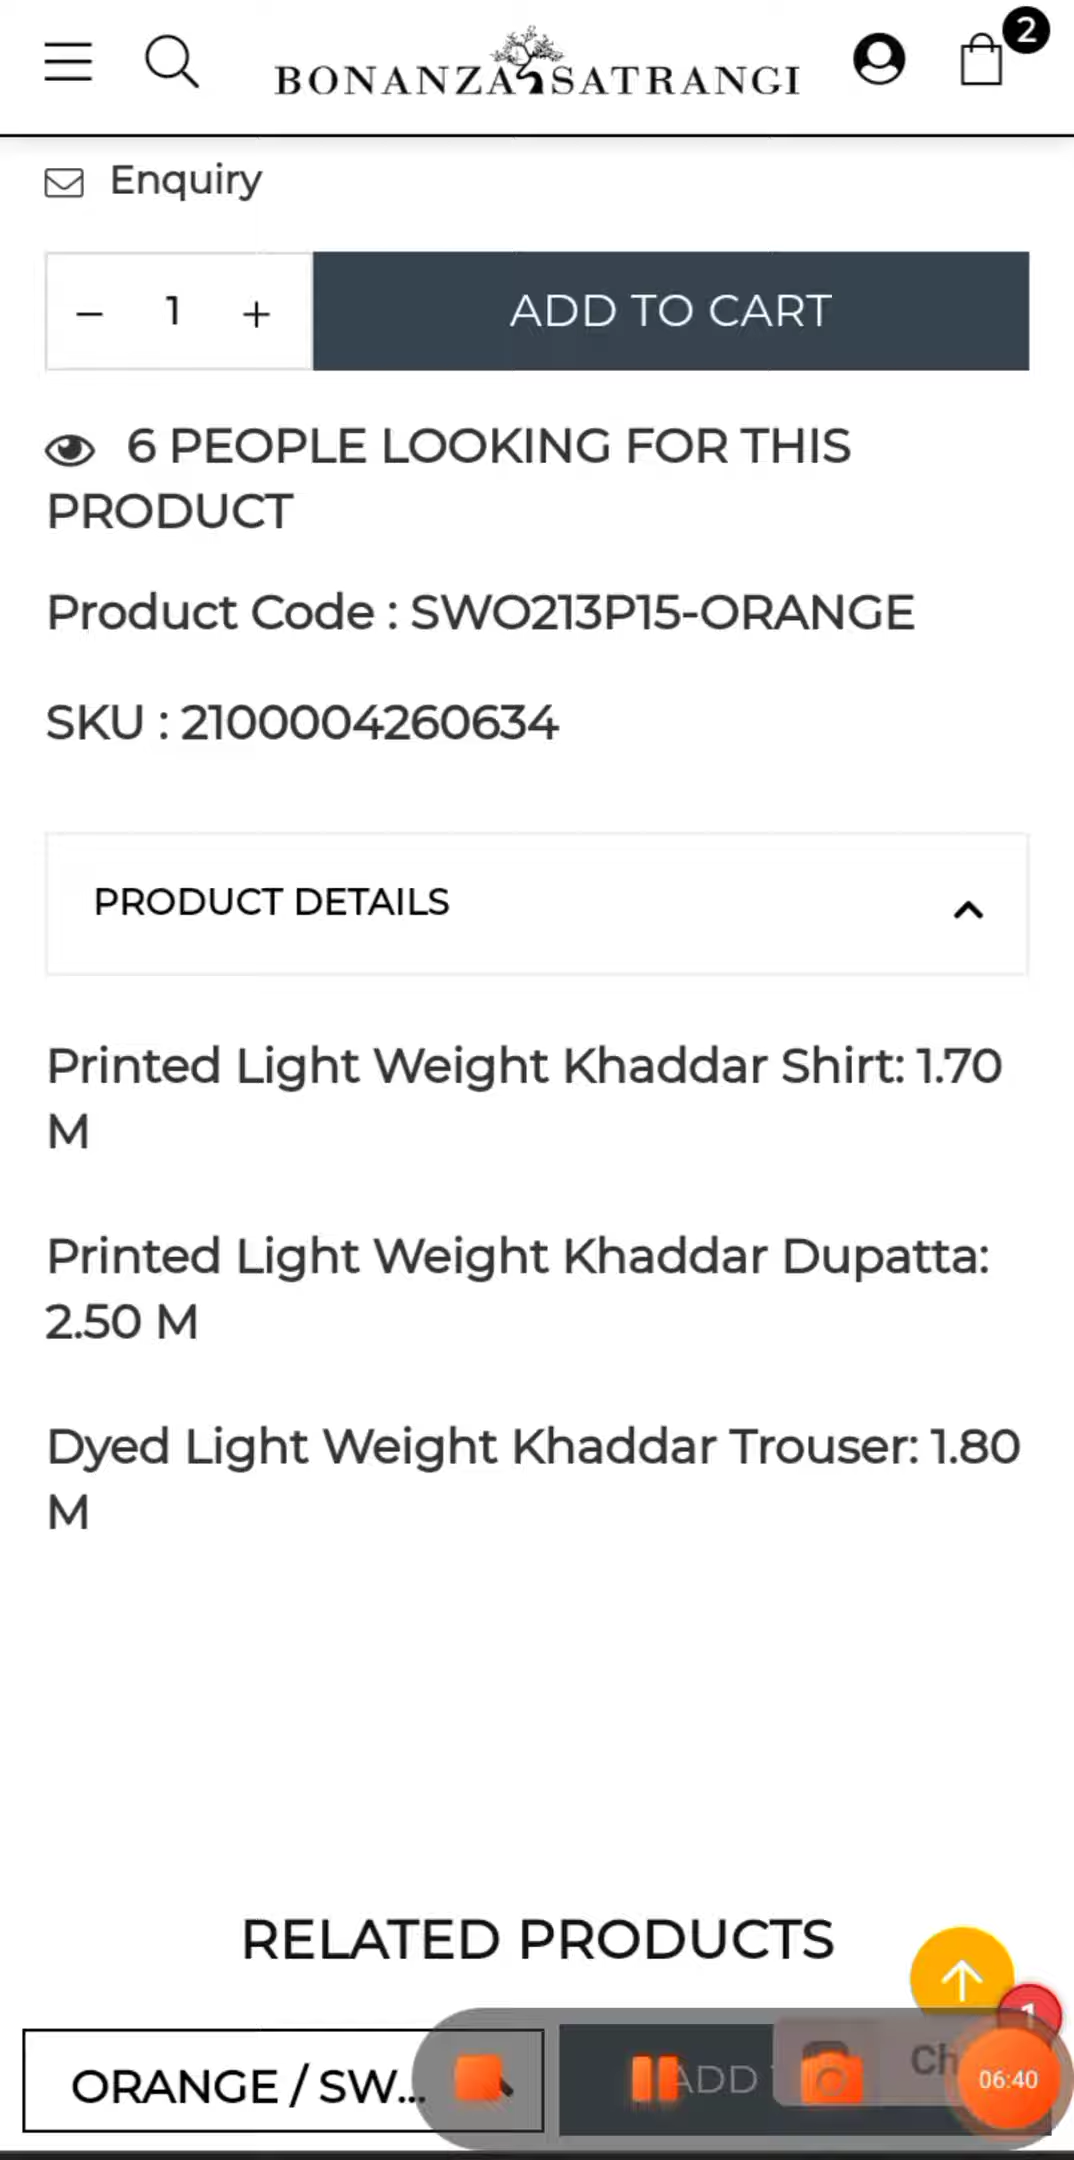 2
BONANZA SATRANGI
Enquiry
− 1 + ADD TO CART
6 PEOPLE LOOKING FOR THIS
PRODUCT
Product Code : SWO213P15-ORANGE
SKU : 2100004260634
PRODUCT DETAILS
Printed Light Weight Khaddar Shirt: 1.70
M
Printed Light Weight Khaddar Dupatta:
2.50 M
Dyed Light Weight Khaddar Trouser: 1.80
M
RELATED PRODUCTS
1
ORANGE / SW... ADD
06:40